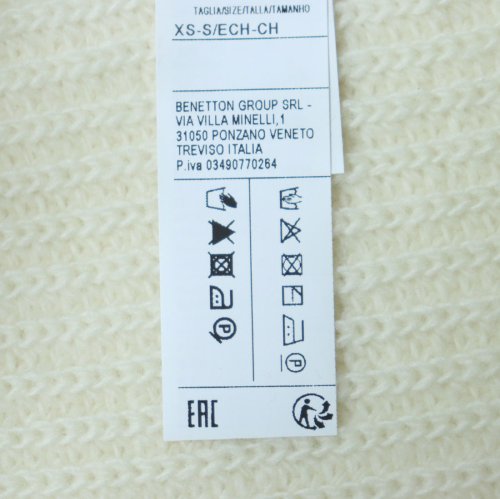 TAGLIA/SIZE/TALLA/TAMANHO
XS-S/ECH-CH
BENETTON GROUP SRL -
VIA VILLA MINELLI,1
31050 PONZANO VENETO
TREVISO ITALIA
P.iva 03490770264
P
P
EAC